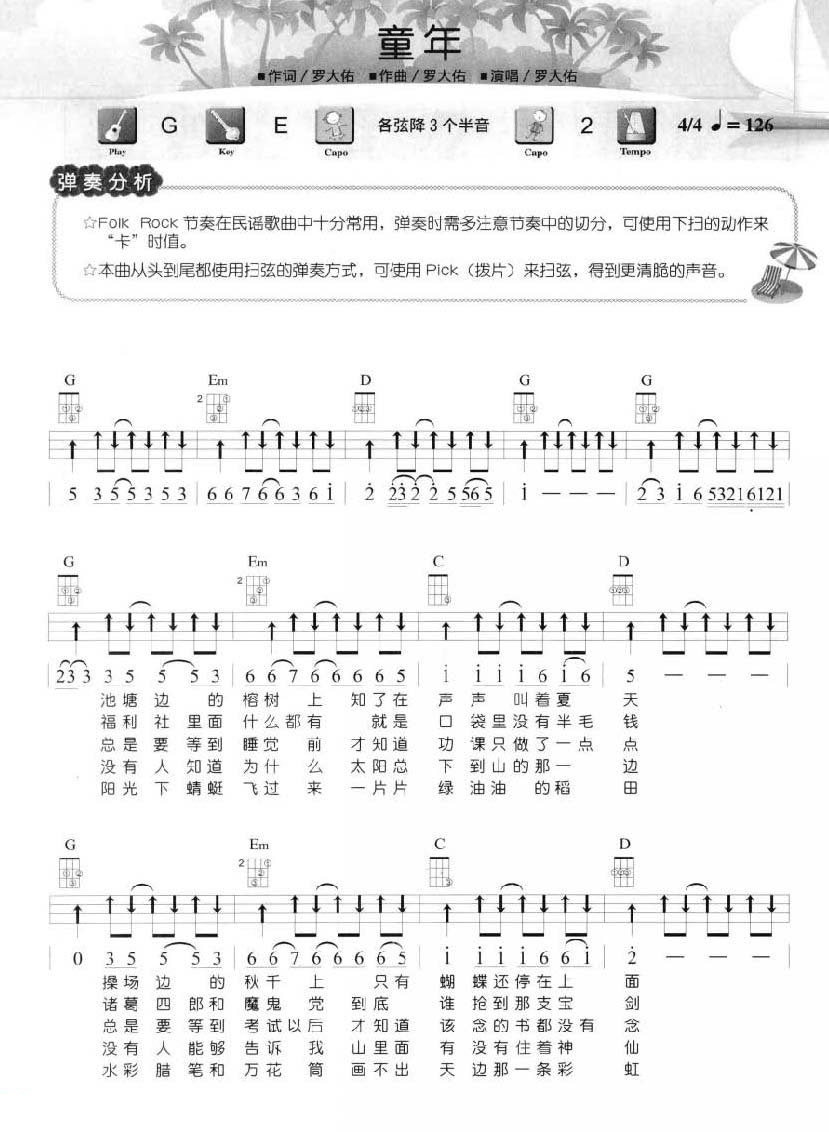 童年
■作词/罗大佑 ■作曲/罗大佑 ■演唱/罗大佑
Play G Key E Capo 各弦降3个半音 Capo 2 Tempo 4/4 ♩=126
弹奏分析
☆Folk Rock 节奏在民谣歌曲中十分常用，弹奏时需多注意节奏中的切分，可使用下扫的动作来
“卡”时值。
☆本曲从头到尾都使用扫弦的弹奏方式，可使用 Pick（拨片）来扫弦，得到更清脆的声音。
G Em D G G
2
5 3 5 5 3 5 3 | 6 6 7 6 6 3 6 1 | 2 2 3 2 2 5 5 6 5 | 1 — — — | 2 3 1 6 5 3 2 1 6 1 2 1
G Em C D
2
2 3 3 3 5 5 5 3 | 6 6 7 6 6 6 6 5 | 1 1 1 1 6 1 6 | 5 — — —
池塘边的榕树上 知了在声声叫着夏天
福利社里面什么都有 就是口袋里没有半毛钱
总是要等到睡觉前 才知道功课只做了一点点
没有人知道为什么 太阳总下到山的那一边
阳光下蜻蜓飞过来 一片片绿油油的稻田
G Em C D
2
0 3 5 5 5 3 | 6 6 7 6 6 6 6 5 | 1 1 1 1 6 6 1 | 2 — — —
操场边的秋千上 只有蝴蝶还停在上面
诸葛四郎和魔鬼党 到底谁抢到那支宝剑
总是要等到考试以后 才知道该念的书都没有念
没有人能够告诉我 山里面有没有住着神仙
水彩腊笔和万花筒 画不出天边那一条彩虹